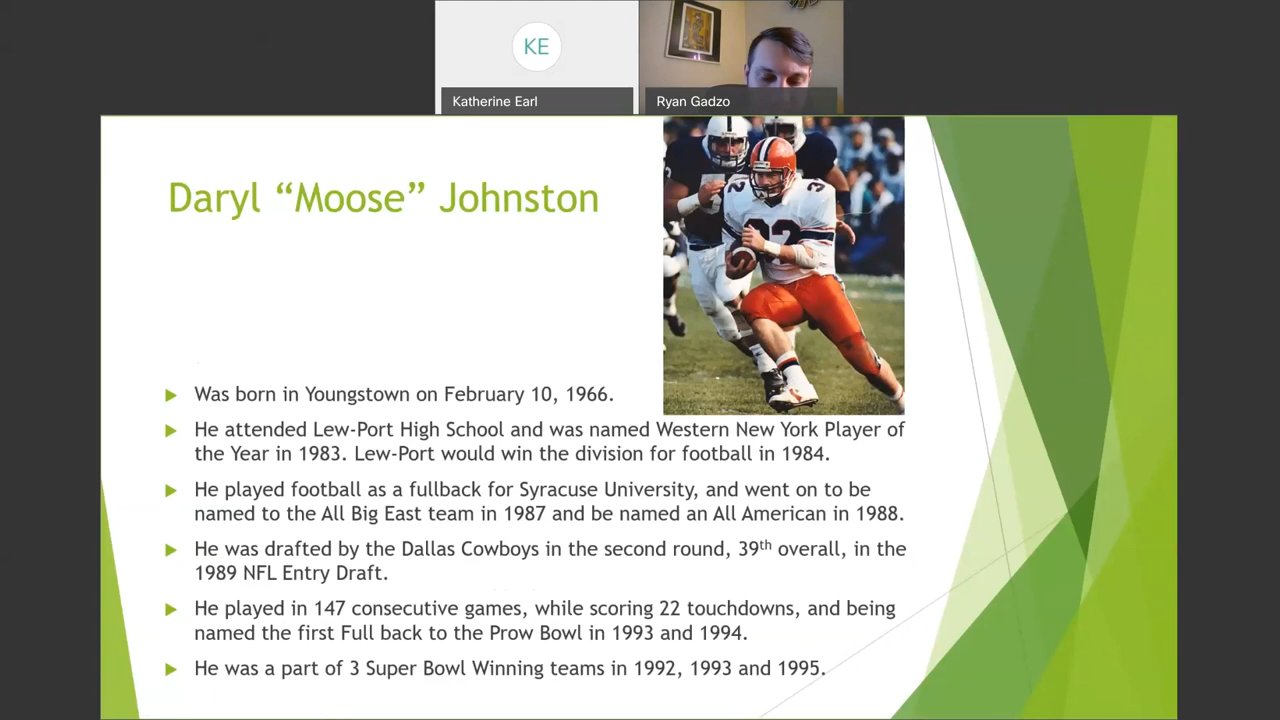 KE
Katherine Earl
Ryan Gadzo
Daryl “Moose” Johnston
32
Was born in Youngstown on February 10, 1966.
He attended Lew-Port High School and was named Western New York Player of
the Year in 1983. Lew-Port would win the division for football in 1984.
He played football as a fullback for Syracuse University, and went on to be
named to the All Big East team in 1987 and be named an All American in 1988.
He was drafted by the Dallas Cowboys in the second round, 39th overall, in the
1989 NFL Entry Draft.
He played in 147 consecutive games, while scoring 22 touchdowns, and being
named the first Full back to the Prow Bowl in 1993 and 1994.
He was a part of 3 Super Bowl Winning teams in 1992, 1993 and 1995.